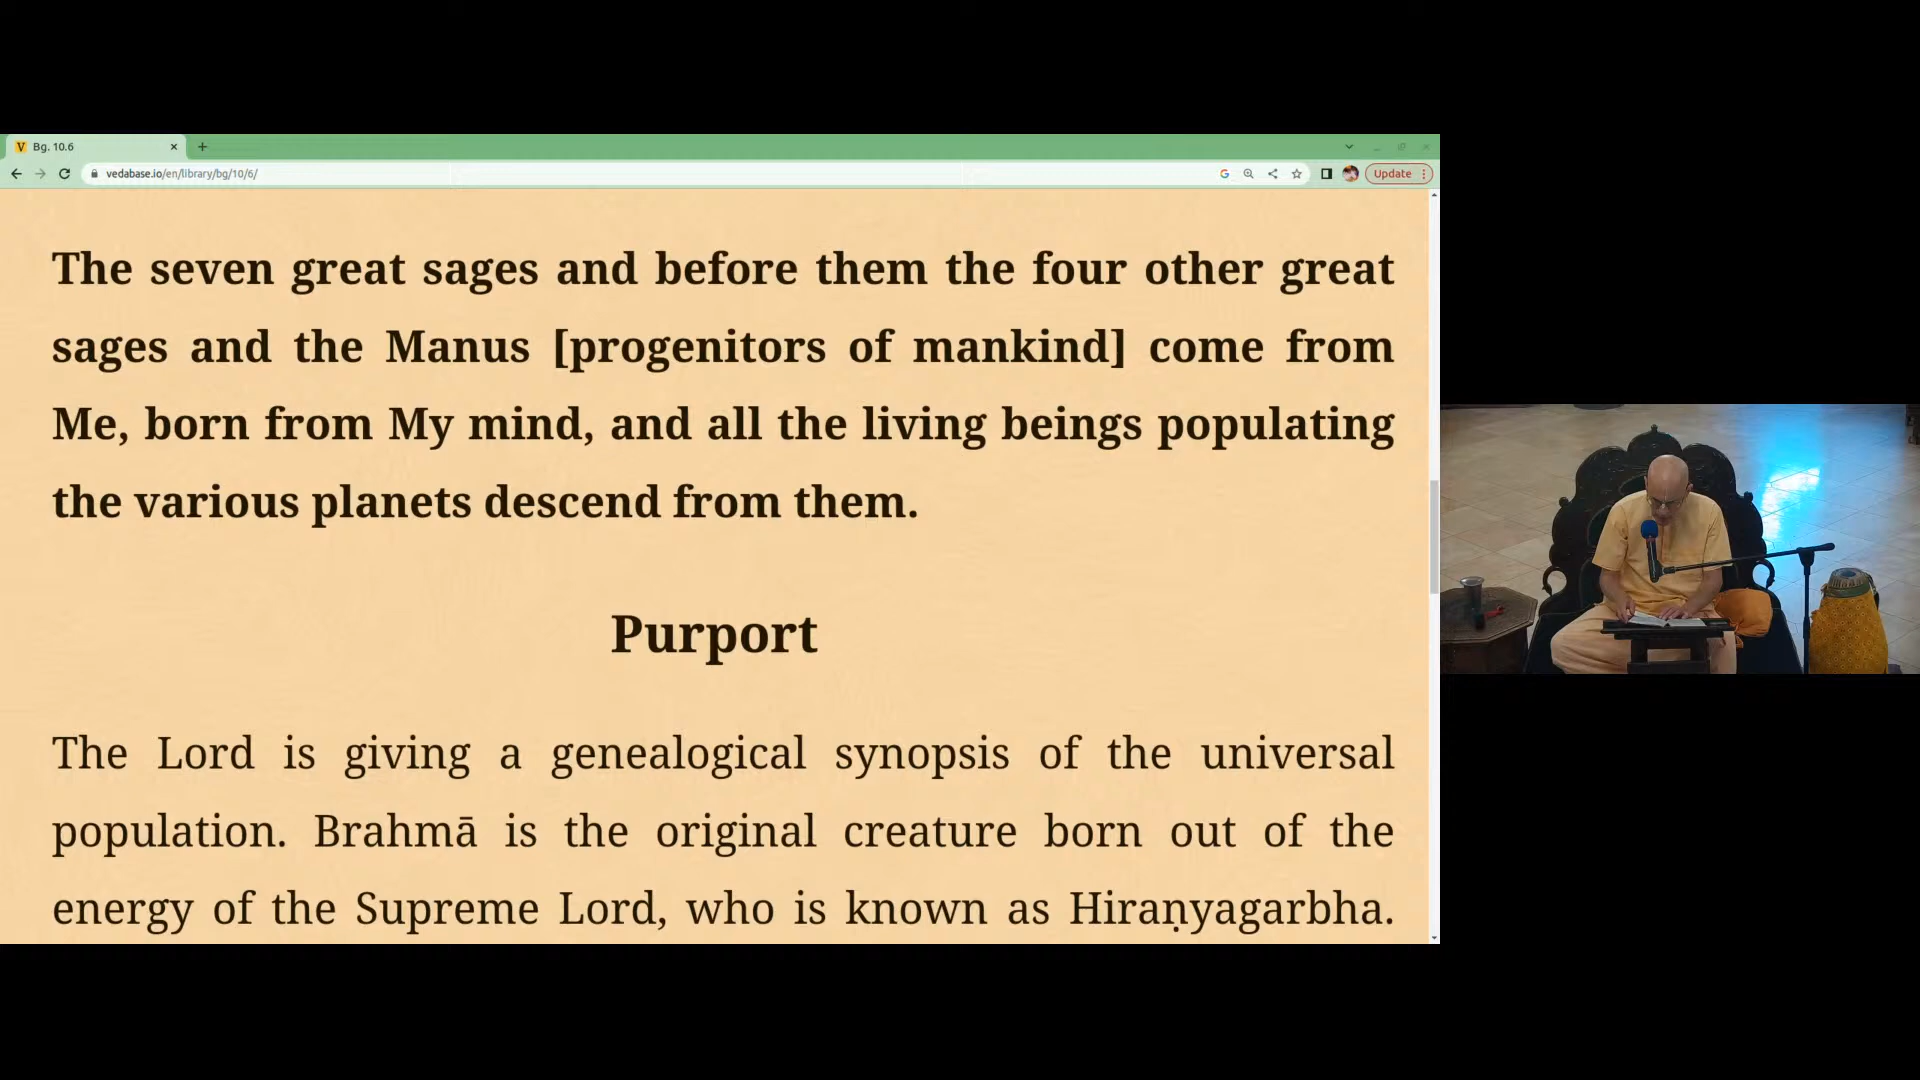 Bg. 10.6
vedabase.io/en/library/bg/10/6/
Update
The seven great sages and before them the four other great
sages and the Manus [progenitors of mankind] come from
Me, born from My mind, and all the living beings populating
the various planets descend from them.
Purport
The Lord is giving a genealogical synopsis of the universal
population. Brahmā is the original creature born out of the
energy of the Supreme Lord, who is known as Hiraṇyagarbha.